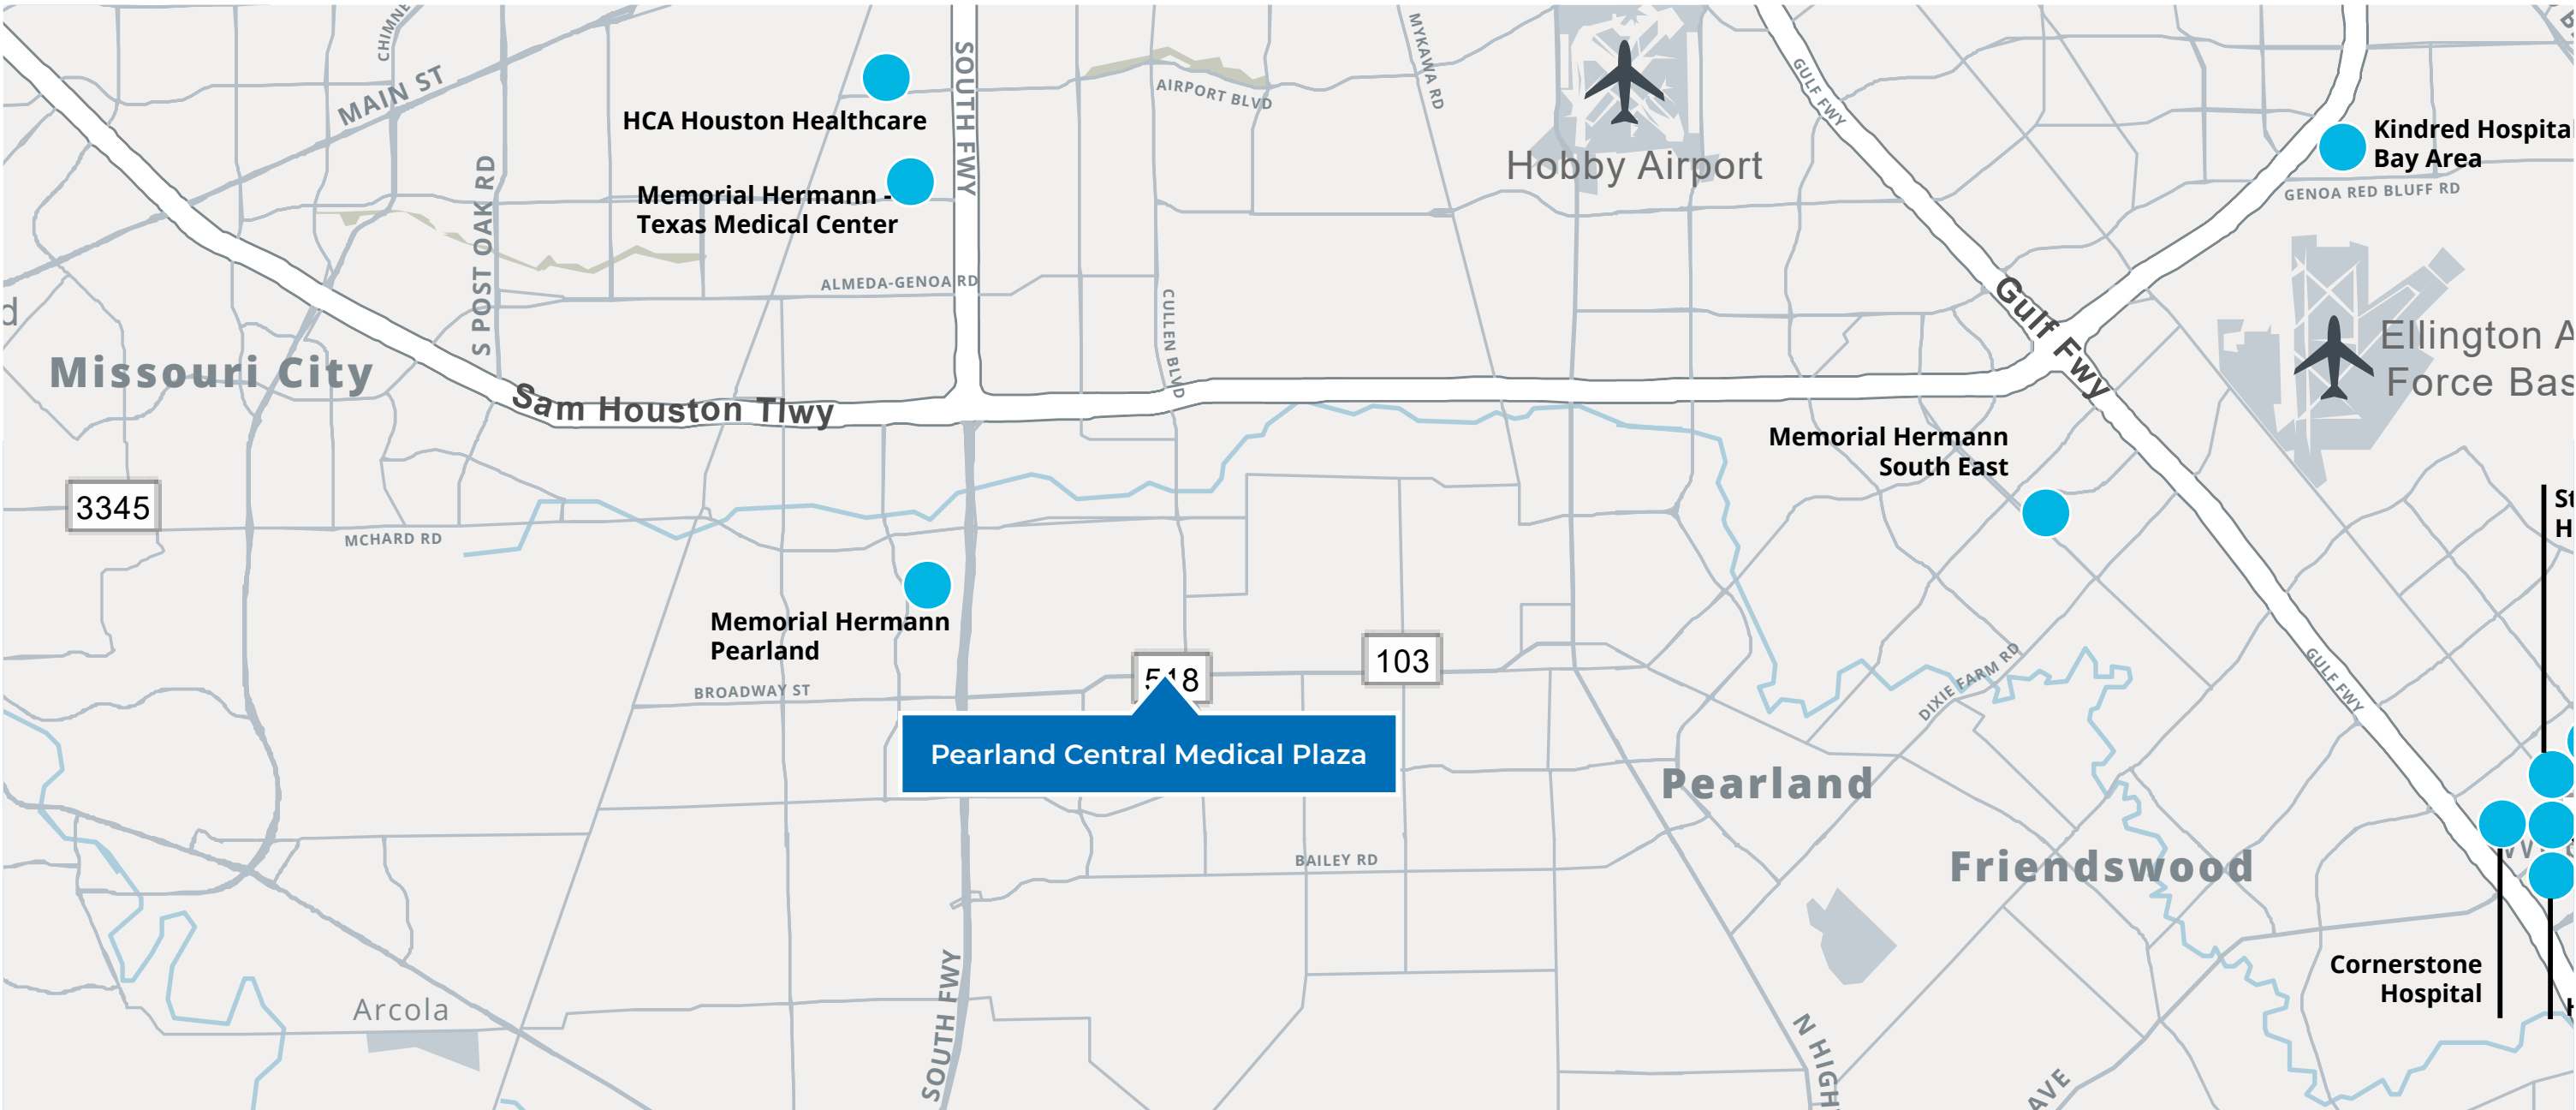 CHIMNE
MAIN ST
SOUTH FWY
MYKAWA RD
AIRPORT BLVD
GULF FWY
HCA Houston Healthcare
Kindred Hospita
Bay Area
Hobby Airport
GENOA RED BLUFF RD
Memorial Hermann -
Texas Medical Center
S POST OAK RD
ALMEDA-GENOA RD
CULLEN BLVD
d
Gulf Fwy
Ellington A
Force Bas
Missouri City
Sam Houston Tlwy
Memorial Hermann
South East
3345
MCHARD RD
St
H
Memorial Hermann
Pearland
518
103
BROADWAY ST
DIXIE FARM RD
GULF FWY
Pearland Central Medical Plaza
Pearland
BAILEY RD
Friendswood
Cornerstone
Hospital
H
Arcola
SOUTH FWY
N HIGH
AVE